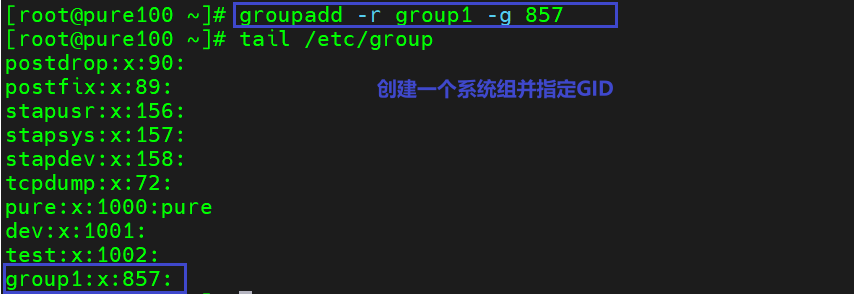 [root@pure100 ~]# groupadd -r group1 -g 857
[root@pure100 ~]# tail /etc/group
postdrop:x:90:
postfix:x:89:
创建一个系统组并指定GID
stapusr:x:156:
stapsys:x:157:
stapdev:x:158:
tcpdump:x:72:
pure:x:1000:pure
dev:x:1001:
test:x:1002:
group1:x:857: